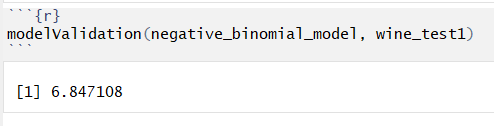 ```{r}
modelValidation(negative_binomial_model, wine_test1)
```
[1] 6.847108